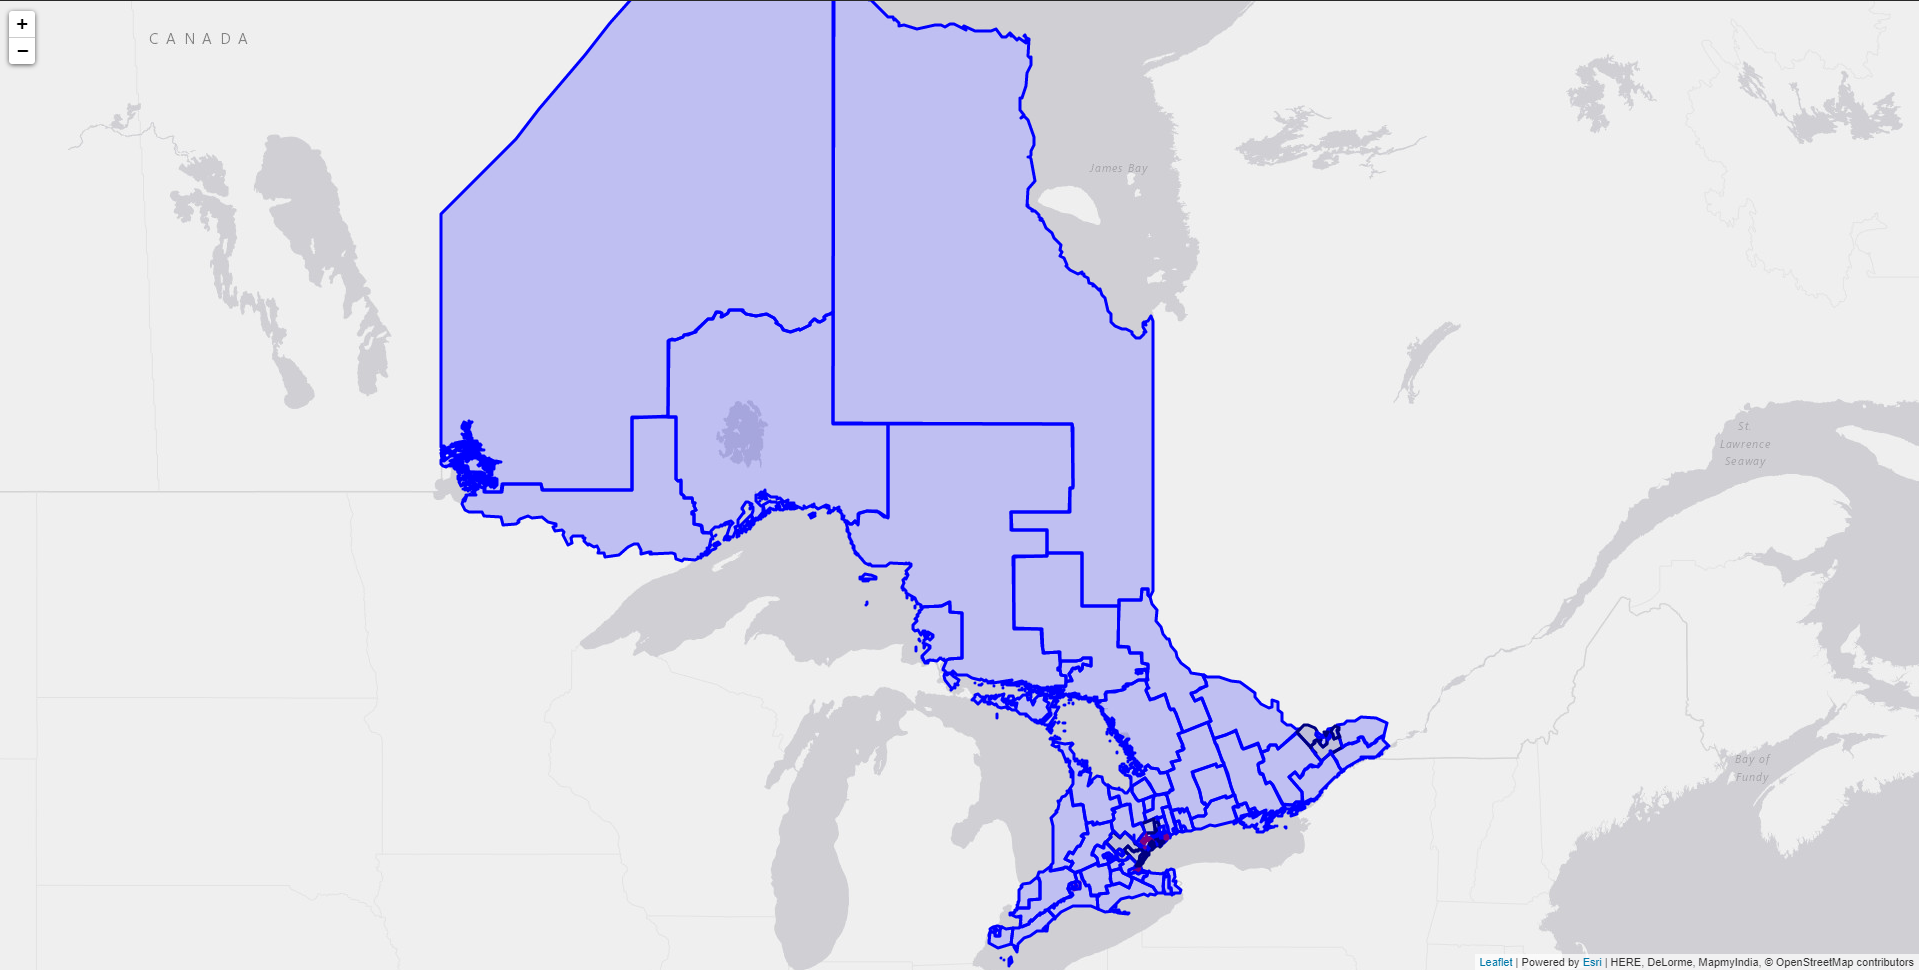 +
CANADA
−
James Bay
St.
Lawrence
Seaway
Bay of
Fundy
Leaflet | Powered by Esri | HERE, DeLorme, MapmyIndia, © OpenStreetMap contributors